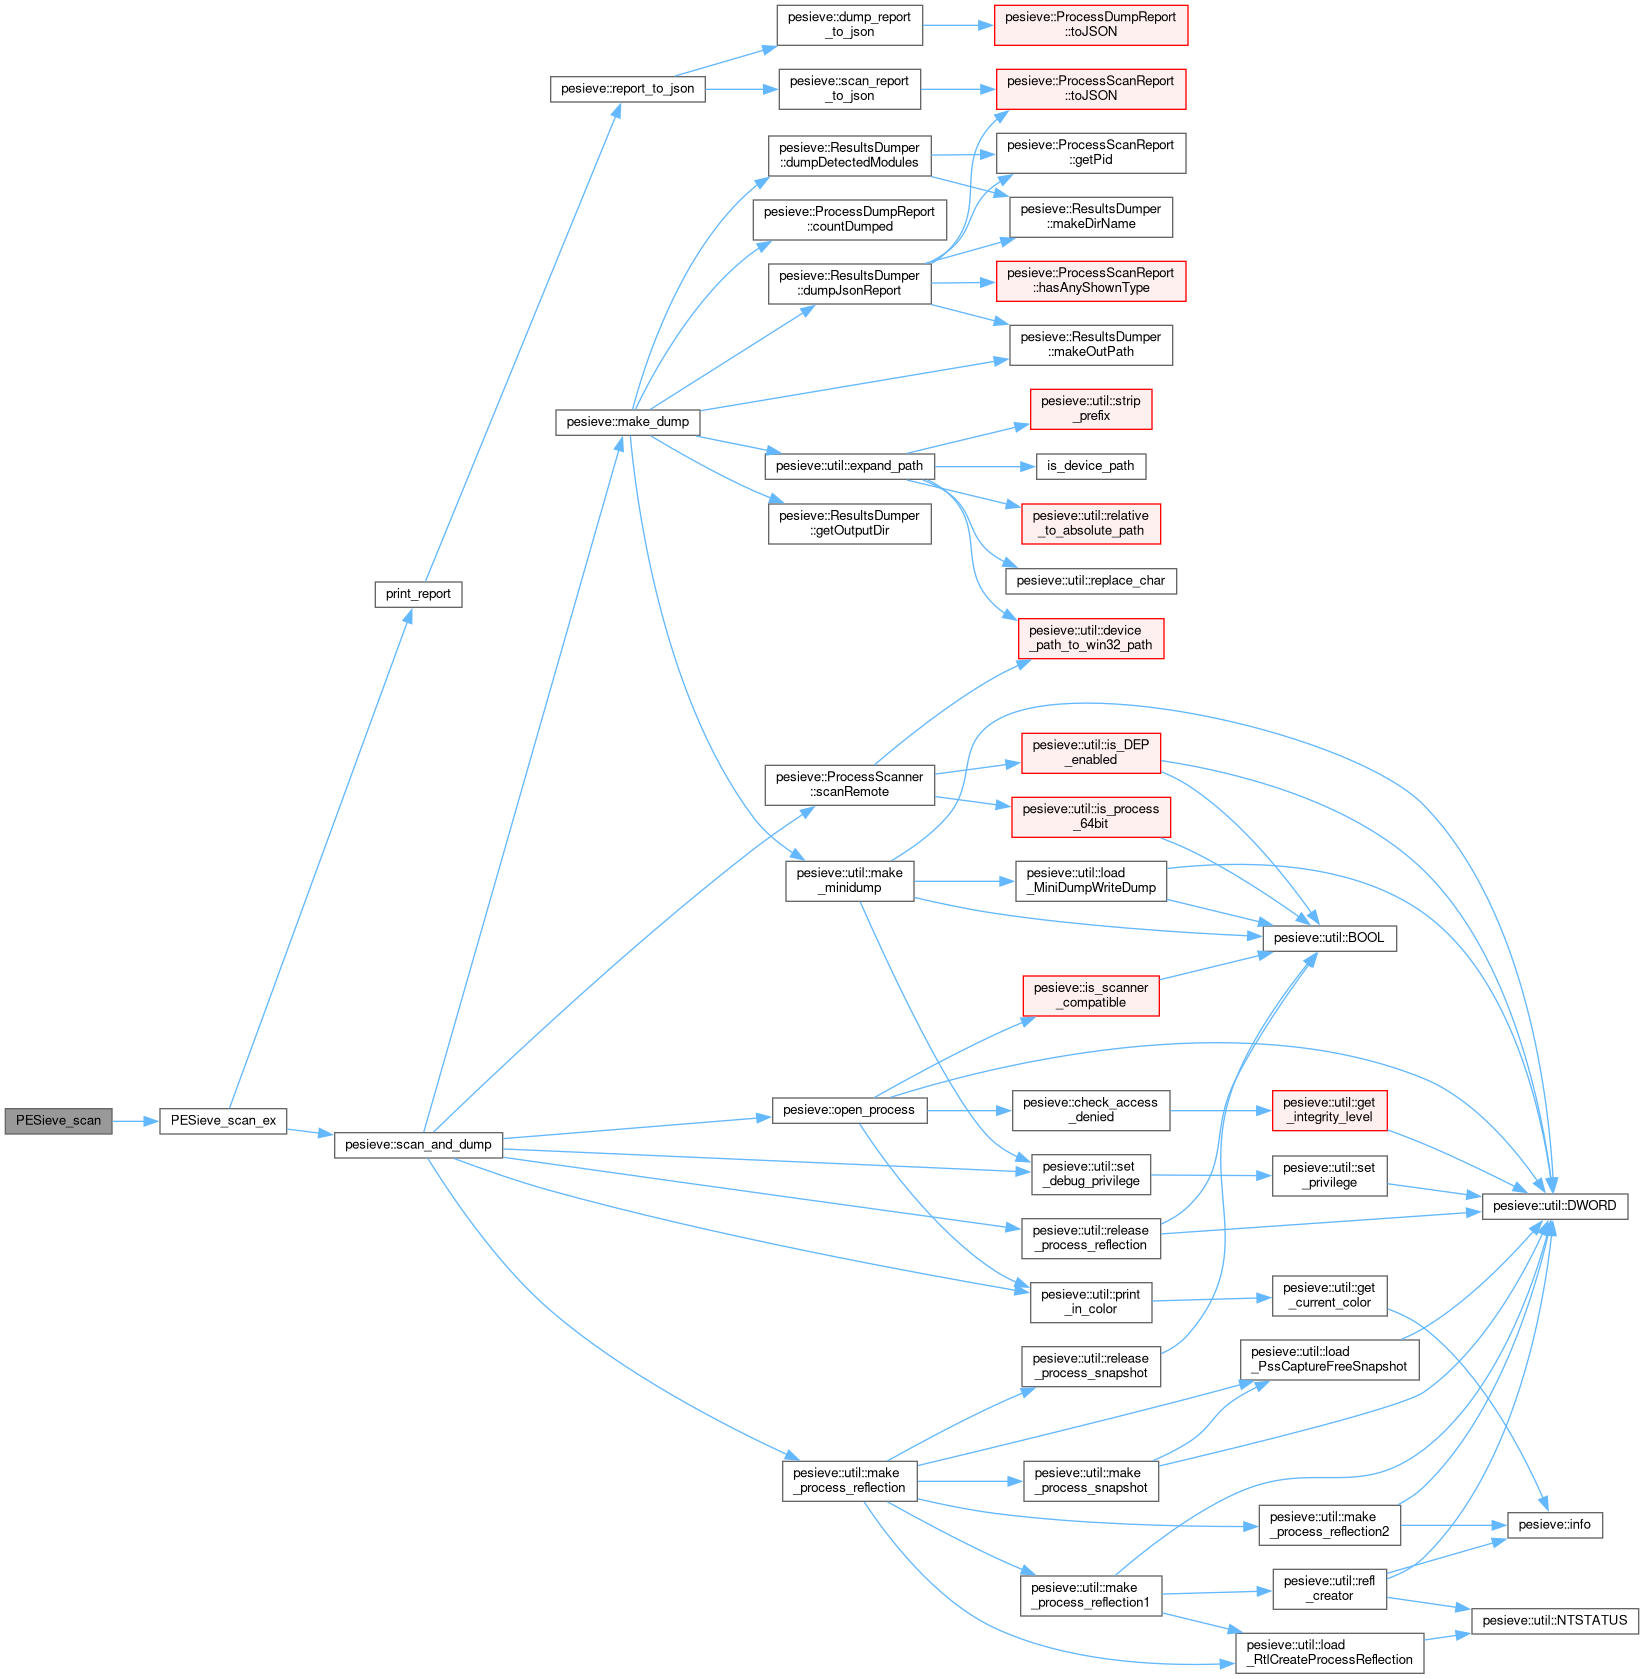 pesieve::dump_report
_to_json
pesieve::ProcessDumpReport
::toJSON
pesieve::report_to_json
pesieve::scan_report
_to_json
pesieve::ProcessScanReport
::toJSON
pesieve::ResultsDumper
::dumpDetectedModules
pesieve::ProcessScanReport
::getPid
pesieve::ProcessDumpReport
::countDumped
pesieve::ResultsDumper
::makeDirName
pesieve::ResultsDumper
::dumpJsonReport
pesieve::ProcessScanReport
::hasAnyShownType
pesieve::ResultsDumper
::makeOutPath
pesieve::make_dump
pesieve::util::strip
_prefix
pesieve::util::expand_path
is_device_path
pesieve::ResultsDumper
::getOutputDir
pesieve::util::relative
_to_absolute_path
pesieve::util::replace_char
print_report
pesieve::util::device
_path_to_win32_path
pesieve::ProcessScanner
::scanRemote
pesieve::util::is_DEP
_enabled
pesieve::util::is_process
_64bit
pesieve::util::make
_minidump
pesieve::util::load
_MiniDumpWriteDump
pesieve::util::BOOL
pesieve::is_scanner
_compatible
PESieve_scan
PESieve_scan_ex
pesieve::scan_and_dump
pesieve::open_process
pesieve::check_access
_denied
pesieve::util::get
_integrity_level
pesieve::util::set
_debug_privilege
pesieve::util::set
_privilege
pesieve::util::DWORD
pesieve::util::release
_process_reflection
pesieve::util::print
_in_color
pesieve::util::get
_current_color
pesieve::util::release
_process_snapshot
pesieve::util::load
_PssCaptureFreeSnapshot
pesieve::util::make
_process_reflection
pesieve::util::make
_process_snapshot
pesieve::util::make
_process_reflection2
pesieve::info
pesieve::util::make
_process_reflection1
pesieve::util::refl
_creator
pesieve::util::NTSTATUS
pesieve::util::load
_RtlCreateProcessReflection